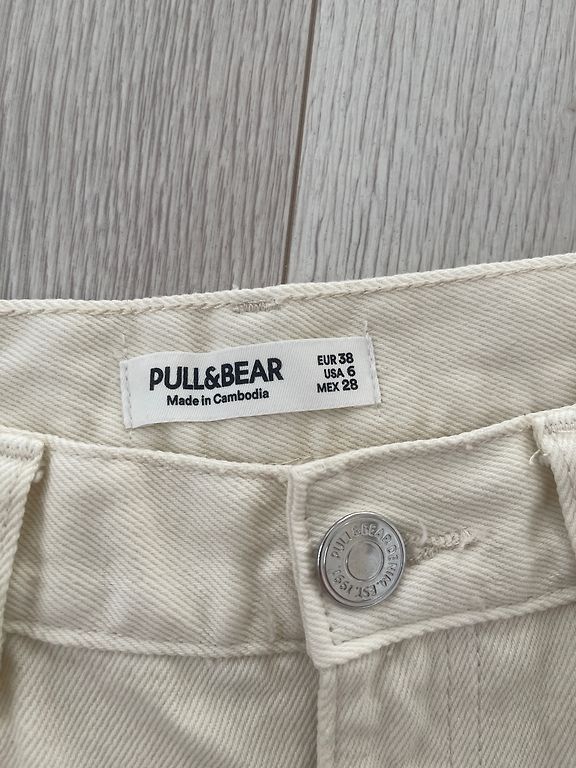 PULL&BEAR
Made in Cambodia
EUR 38
USA 6
MEX 28
PULL&BEAR DENIM. EST. 1991.